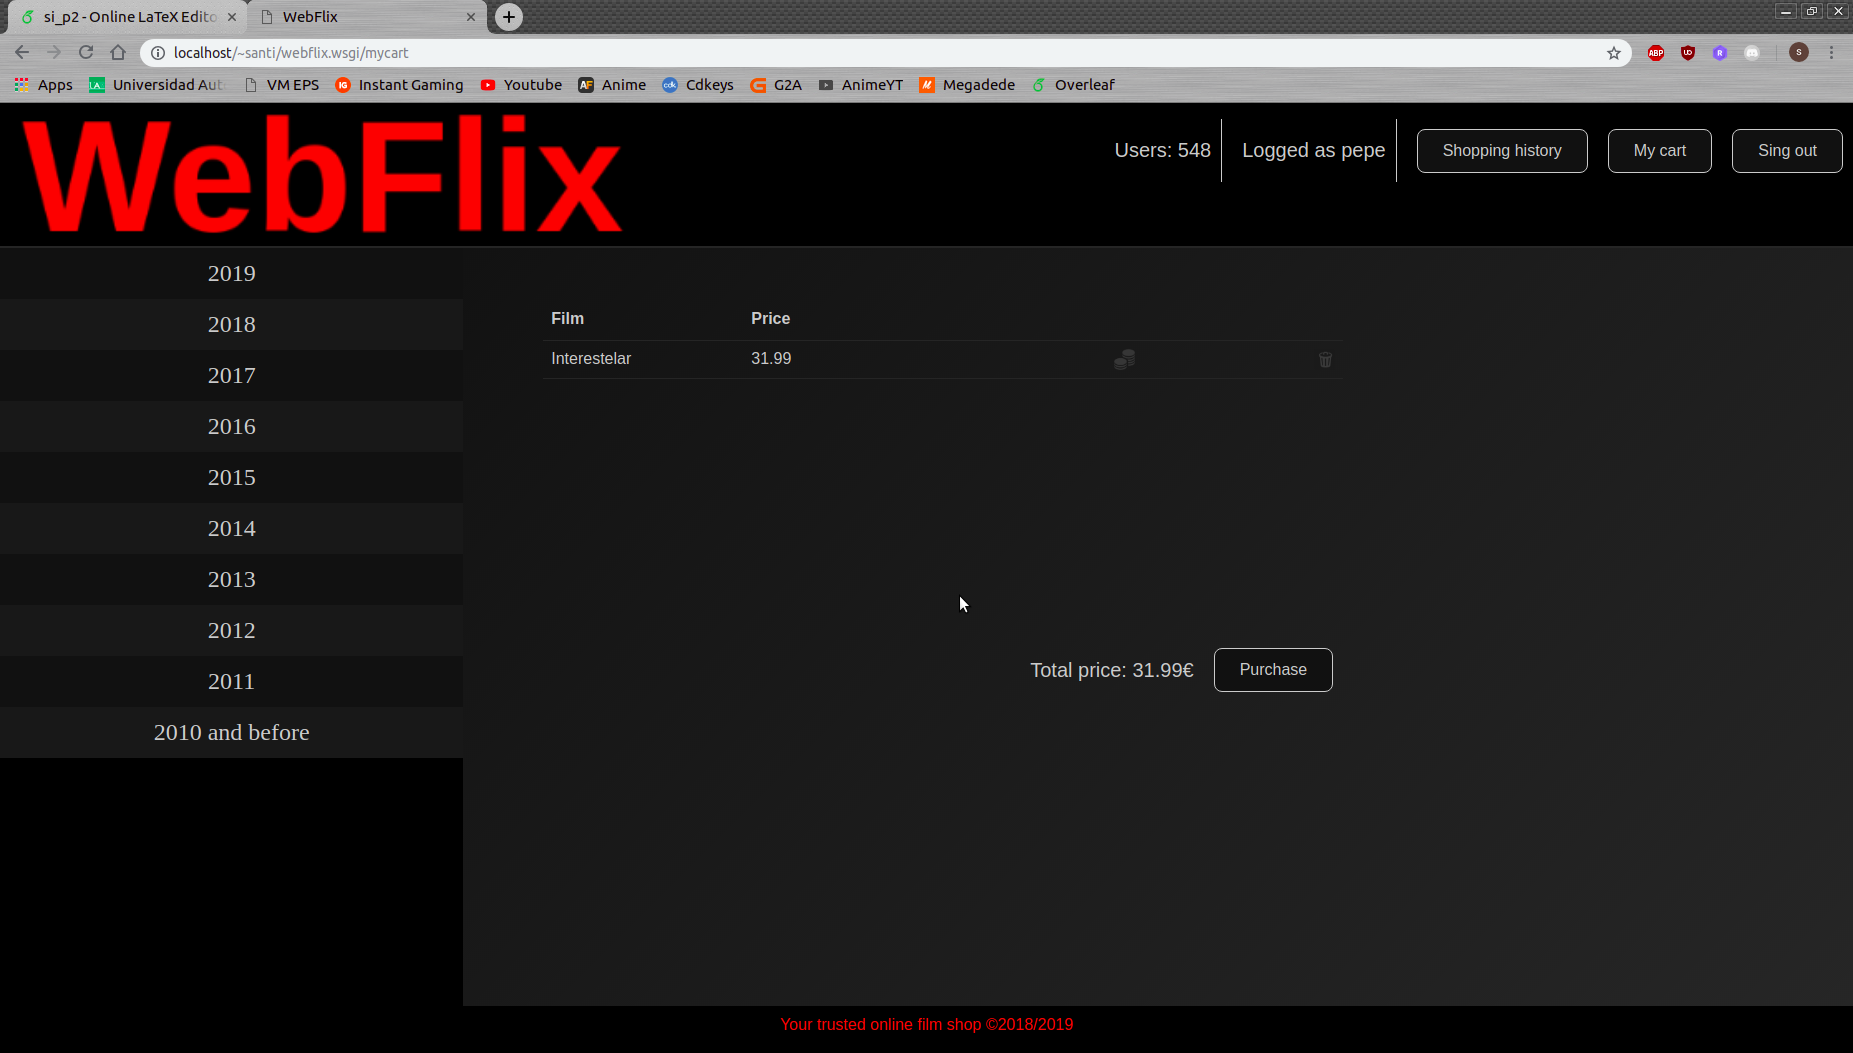 si_p2 - Online LaTeX Edito
WebFlix
localhost/~santi/webflix.wsgi/mycart
Apps
Universidad Aut
VM EPS
Instant Gaming
Youtube
Anime
Cdkeys
G2A
AnimeYT
Megadede
Overleaf
WebFlix
Users: 548
Logged as pepe
Shopping history
My cart
Sing out
2019
2018
2017
2016
2015
2014
2013
2012
2011
2010 and before
Film Price
Interestelar 31.99
Total price: 31.99€
Purchase
Your trusted online film shop ©2018/2019